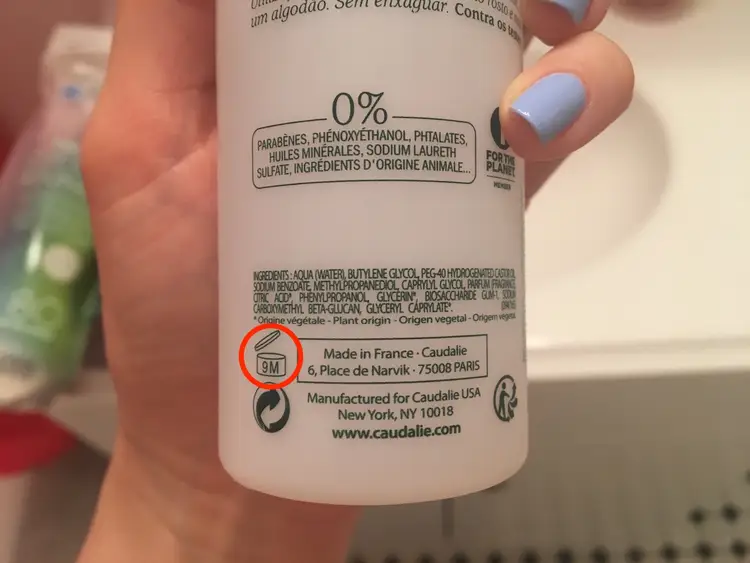 um algodão. Sem enxaguar. Contra os
0%
PARABÈNES, PHÉNOXYÉTHANOL, PHTALATES,
HUILES MINÉRALES, SODIUM LAURETH
SULFATE, INGRÉDIENTS D'ORIGINE ANIMALE...
FOR THE
PLANET
MEMBER
INGREDIENTS : AQUA (WATER), BUTYLENE GLYCOL, PEG-40 HYDROGENATED CASTOR OIL,
SODIUM BENZOATE, METHYLPROPANEDIOL, CAPRYLYL GLYCOL, PARFUM (FRAGRANCE),
CITRIC ACID*, PHENYLPROPANOL, GLYCERIN*, BIOSACCHARIDE GUM-1, SODIUM
CARBOXYMETHYL BETA-GLUCAN, GLYCERYL CAPRYLATE*.
* Origine végétale - Plant origin - Origen vegetal - Origem vegetal
9M
Made in France · Caudalie
6, Place de Narvik · 75008 PARIS
Manufactured for Caudalie USA
New York, NY 10018
www.caudalie.com